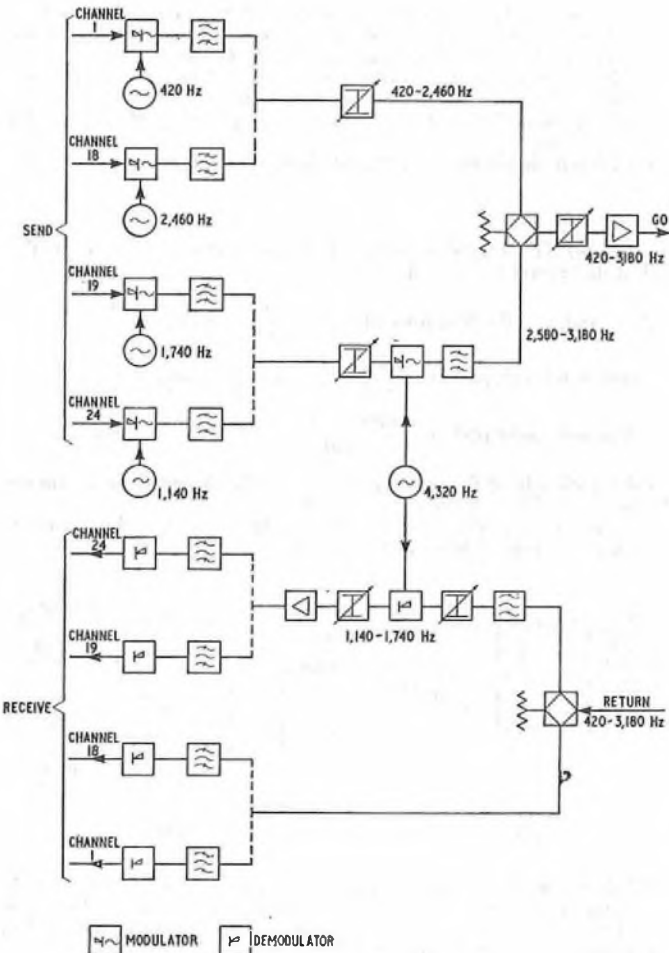 CHANNEL
1
420 Hz
420-2,460 Hz
CHANNEL
18
2,460 Hz
SEND
GO
420-3,180 Hz
CHANNEL
19
1,740 Hz
2,580-3,180 Hz
CHANNEL
24
1,140 Hz
4,320 Hz
CHANNEL
24
1,140-1,740 Hz
CHANNEL
19
RECEIVE
RETURN
420-3,180 Hz
CHANNEL
18
CHANNEL
1
MODULATOR
DEMODULATOR